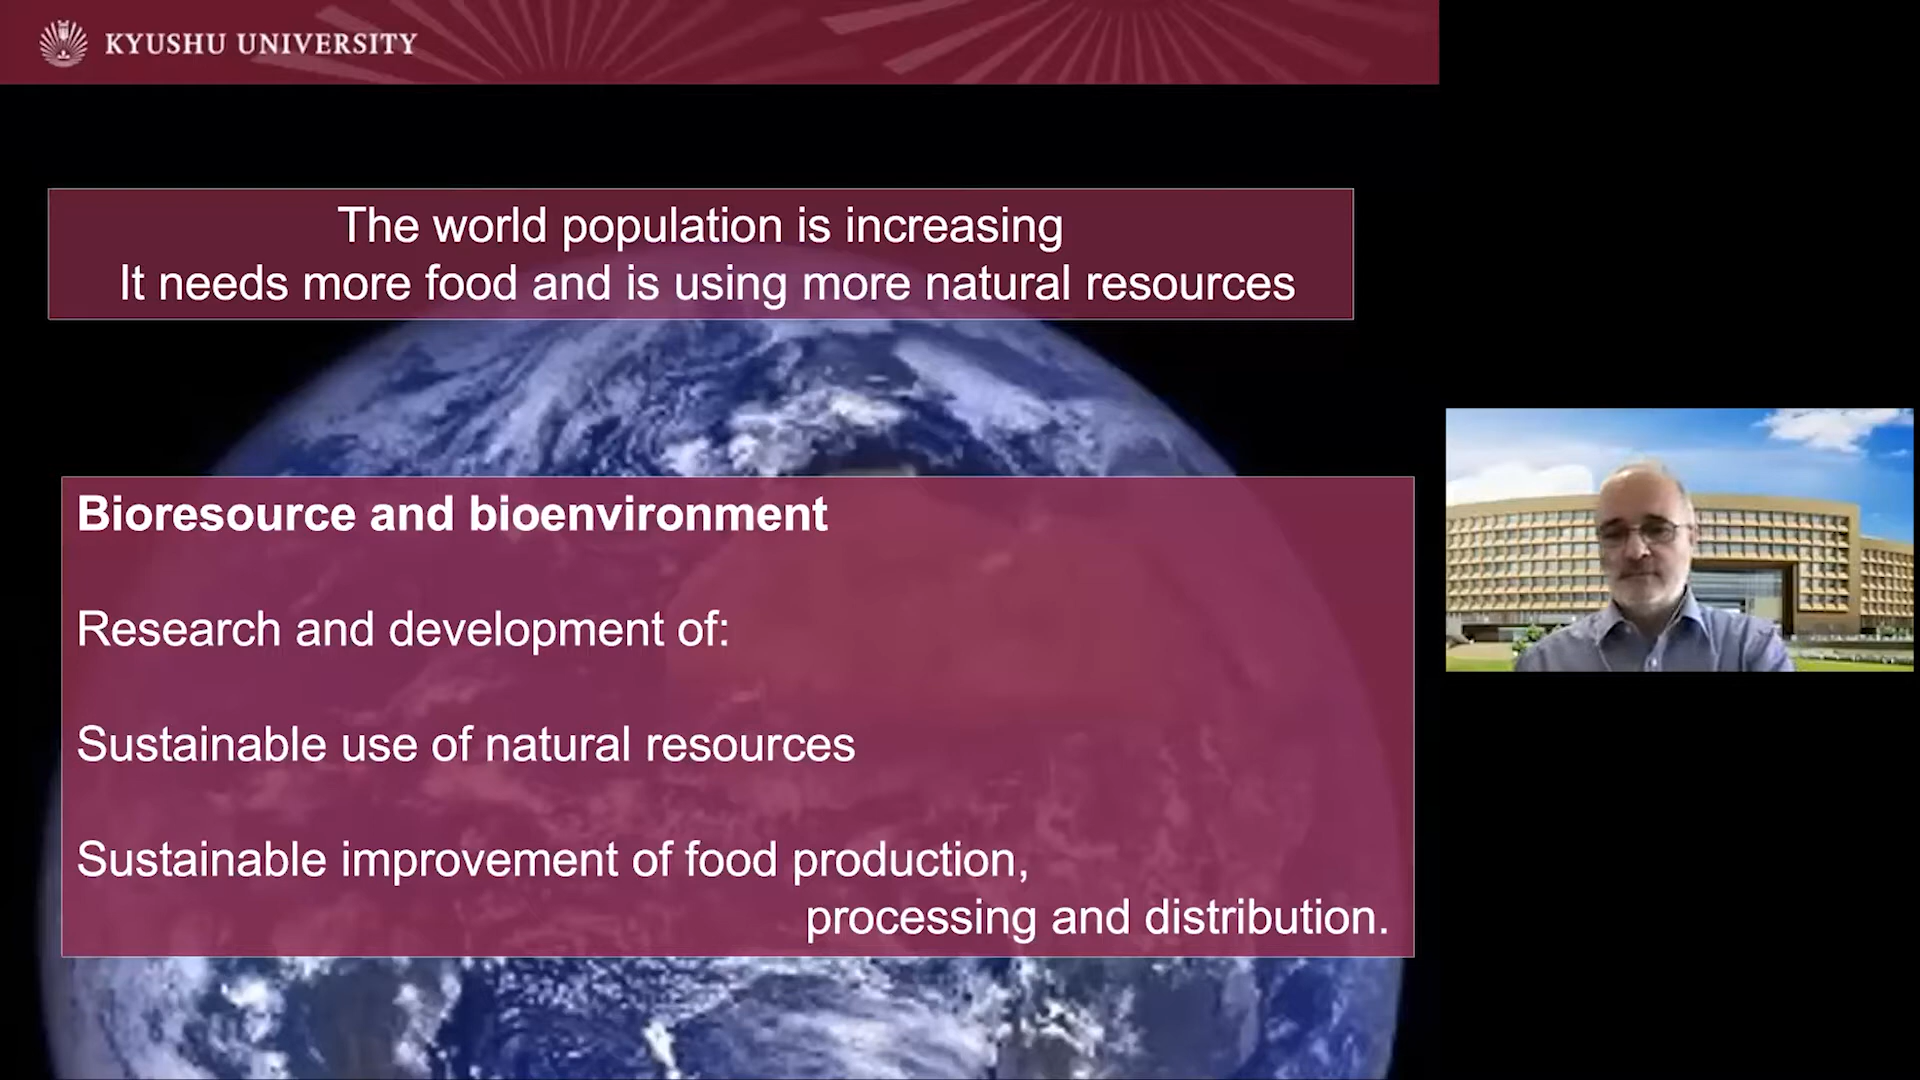 KYUSHU UNIVERSITY
The world population is increasing
It needs more food and is using more natural resources
Bioresource and bioenvironment
Research and development of:
Sustainable use of natural resources
Sustainable improvement of food production,
processing and distribution.